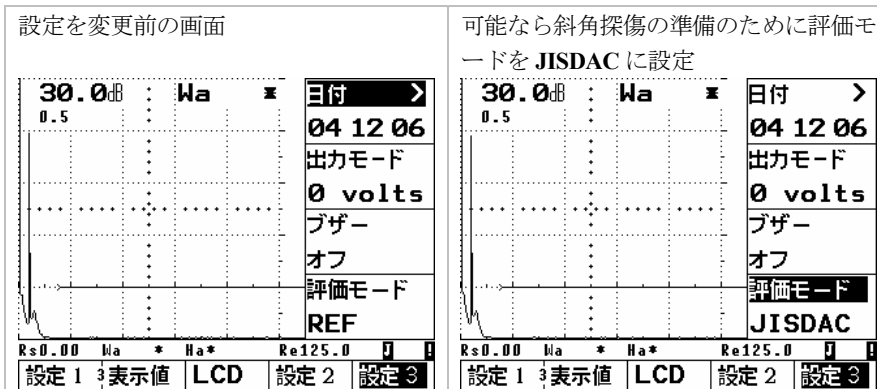 設定を変更前の画面
30.0dB : Wa
0.5
日付 >
04 12 06
出力モード
0 volts
ブザー
オフ
評価モード
REF
Rs0.00 Wa * Ha* Re125.0 J !
設定 1 3 表示値 LCD 設定 2 設定 3
可能なら斜角探傷の準備のために評価モ
ードを JISDAC に設定
30.0dB : Wa
0.5
日付 >
04 12 06
出力モード
0 volts
ブザー
オフ
評価モード
JISDAC
Rs0.00 Wa * Ha* Re125.0 J !
設定 1 3 表示値 LCD 設定 2 設定 3